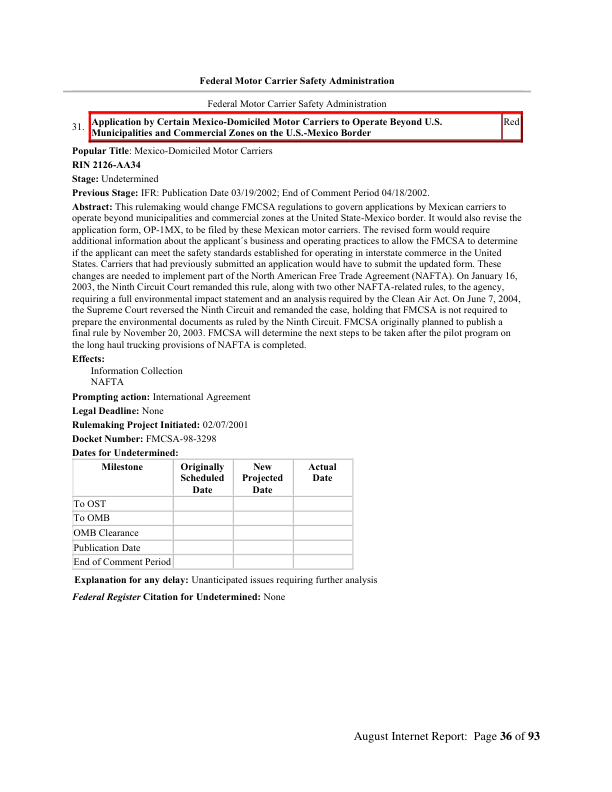 Federal Motor Carrier Safety Administration
Federal Motor Carrier Safety Administration
31. Application by Certain Mexico-Domiciled Motor Carriers to Operate Beyond U.S. Red
Municipalities and Commercial Zones on the U.S.-Mexico Border
Popular Title: Mexico-Domiciled Motor Carriers
RIN 2126-AA34
Stage: Undetermined
Previous Stage: IFR: Publication Date 03/19/2002; End of Comment Period 04/18/2002.
Abstract: This rulemaking would change FMCSA regulations to govern applications by Mexican carriers to
operate beyond municipalities and commercial zones at the United State-Mexico border. It would also revise the
application form, OP-1MX, to be filed by these Mexican motor carriers. The revised form would require
additional information about the applicant´s business and operating practices to allow the FMCSA to determine
if the applicant can meet the safety standards established for operating in interstate commerce in the United
States. Carriers that had previously submitted an application would have to submit the updated form. These
changes are needed to implement part of the North American Free Trade Agreement (NAFTA). On January 16,
2003, the Ninth Circuit Court remanded this rule, along with two other NAFTA-related rules, to the agency,
requiring a full environmental impact statement and an analysis required by the Clean Air Act. On June 7, 2004,
the Supreme Court reversed the Ninth Circuit and remanded the case, holding that FMCSA is not required to
prepare the environmental documents as ruled by the Ninth Circuit. FMCSA originally planned to publish a
final rule by November 20, 2003. FMCSA will determine the next steps to be taken after the pilot program on
the long haul trucking provisions of NAFTA is completed.
Effects:
Information Collection
NAFTA
Prompting action: International Agreement
Legal Deadline: None
Rulemaking Project Initiated: 02/07/2001
Docket Number: FMCSA-98-3298
Dates for Undetermined:
Milestone Originally New Actual
Scheduled Projected Date
Date Date
To OST
To OMB
OMB Clearance
Publication Date
End of Comment Period
Explanation for any delay: Unanticipated issues requiring further analysis
Federal Register Citation for Undetermined: None
August Internet Report: Page 36 of 93